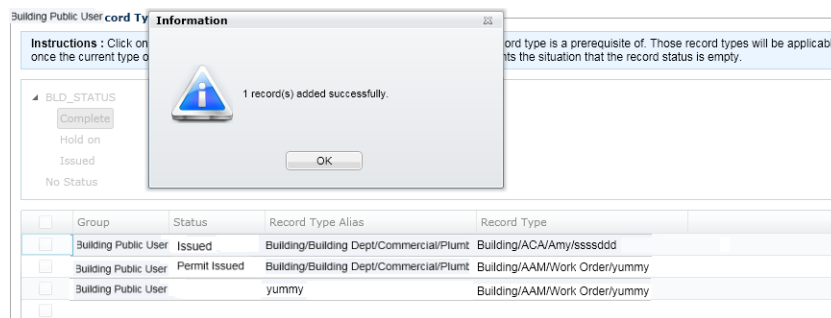 Building Public User cord Ty
Information
Instructions : Click on
ord type is a prerequisite of. Those record types will be applicabl
once the current type o
nts the situation that the record status is empty.
1 record(s) added successfully.
OK
BLD_STATUS
Complete
Hold on
Issued
No Status
Group Status Record Type Alias Record Type
Building Public User Issued Building/Building Dept/Commercial/Plumb Building/ACA/Amy/ssssddd
Building Public User Permit Issued Building/Building Dept/Commercial/Plumb Building/AAM/Work Order/yummy
Building Public User yummy Building/AAM/Work Order/yummy